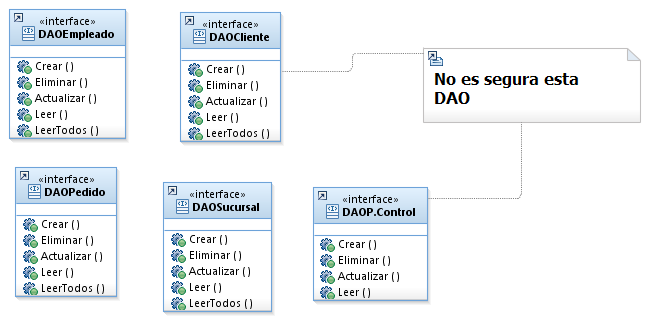 «interface»
DAOEmpleado
Crear ( )
Eliminar ( )
Actualizar ( )
Leer ( )
LeerTodos ( )
«interface»
DAOCliente
Crear ( )
Eliminar ( )
Actualizar ( )
Leer ( )
LeerTodos ( )
No es segura esta
DAO
«interface»
DAOPedido
Crear ( )
Eliminar ( )
Actualizar ( )
Leer ( )
LeerTodos ( )
«interface»
DAOSucursal
Crear ( )
Eliminar ( )
Actualizar ( )
Leer ( )
LeerTodos ( )
«interface»
DAOP.Control
Crear ( )
Eliminar ( )
Actualizar ( )
Leer ( )